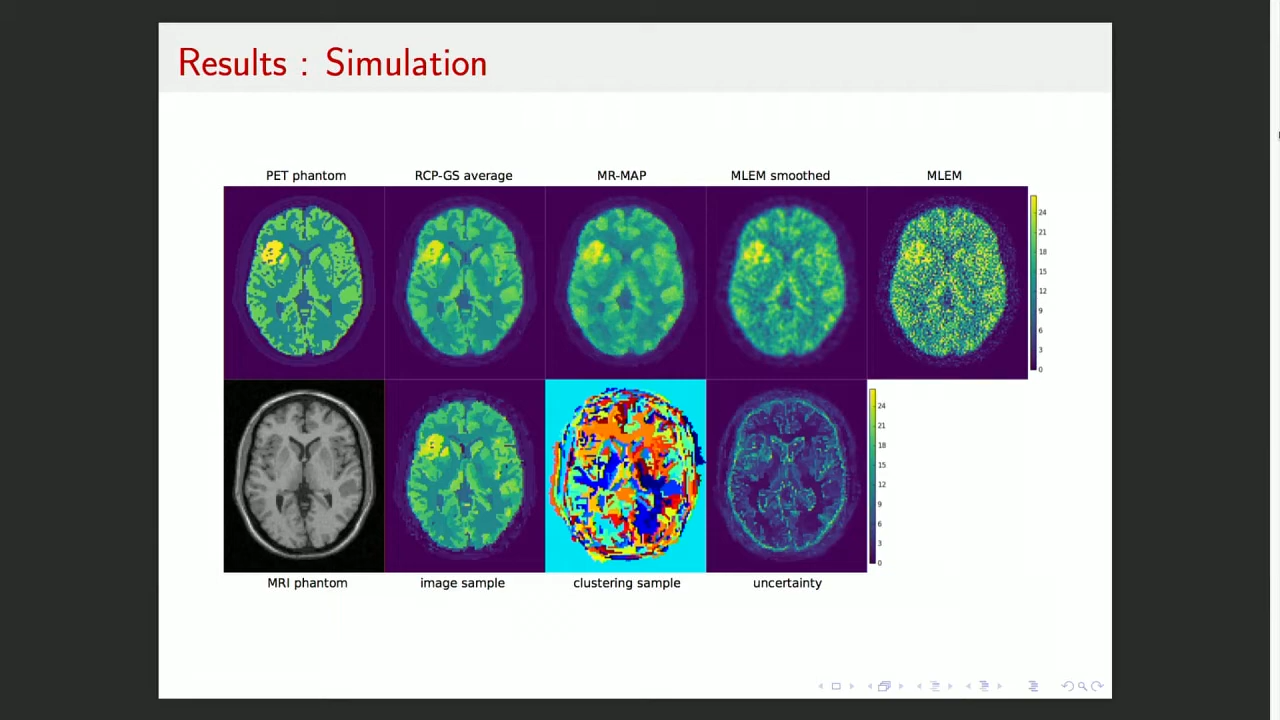 Results : Simulation
PET phantom
RCP-GS average
MR-MAP
MLEM smoothed
MLEM
24
21
18
15
12
9
6
3
0
24
21
18
15
12
9
6
3
0
MRI phantom
image sample
clustering sample
uncertainty